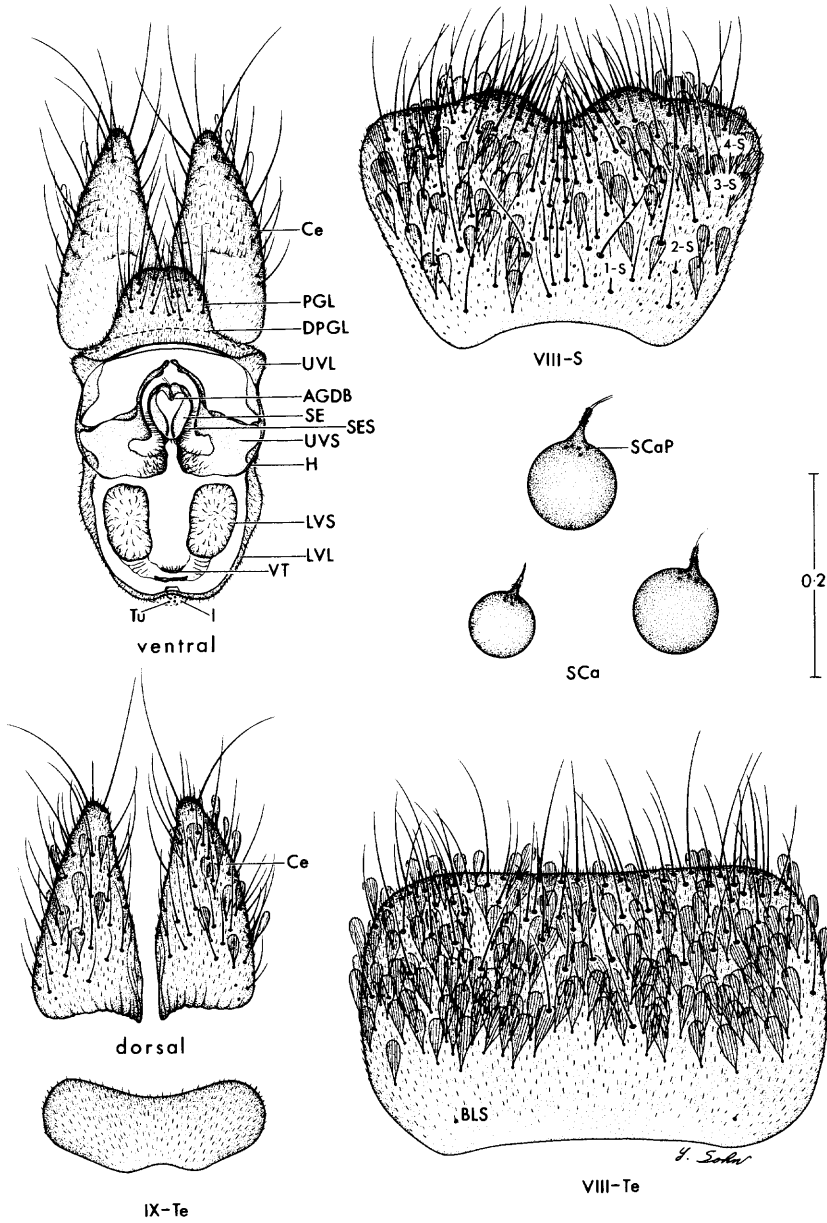 Ce
PGL
DPGL
UVL
AGDB
SE
SES
UVS
H
LVS
LVL
VT
Tu
I
ventral
4-S
3-S
2-S
1-S
VIII-S
SCaP
SCa
0·2
Ce
dorsal
IX-Te
BLS
Y. Sohn
VIII-Te